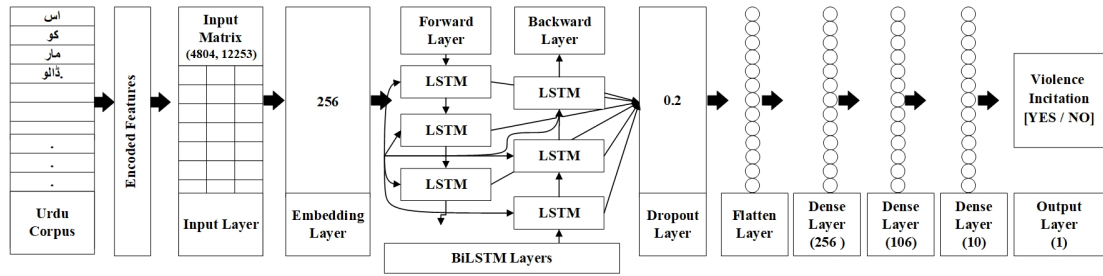 اس
کو
مار
ڈالو.
.
.
.
Urdu
Corpus
Encoded Features
Input
Matrix
(4804, 12253)
Input Layer
256
Embedding
Layer
Forward
Layer
LSTM
LSTM
LSTM
Backward
Layer
LSTM
LSTM
LSTM
BiLSTM Layers
0.2
Dropout
Layer
Flatten
Layer
Dense
Layer
(256 )
Dense
Layer
(106)
Dense
Layer
(10)
Violence
Incitation
[YES / NO]
Output
Layer
(1)